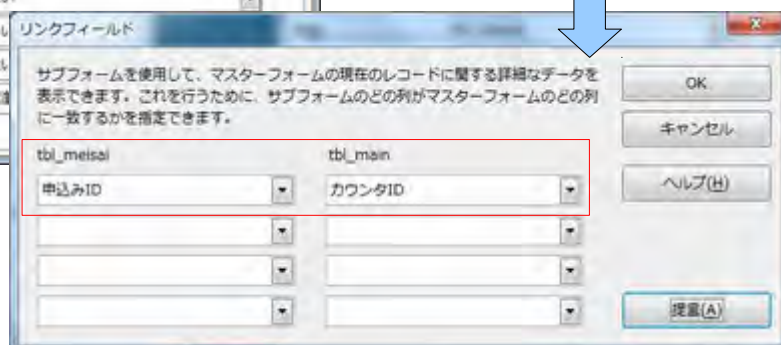 リンクフィールド
サブフォームを使用して、マスターフォームの現在のレコードに関する詳細なデータを
表示できます。これを行うために、サブフォームのどの列がマスターフォームのどの列
に一致するかを指定できます。
OK
キャンセル
ヘルプ(H)
tbl_meisai
tbl_main
申込みID
カウンタID
提案(A)